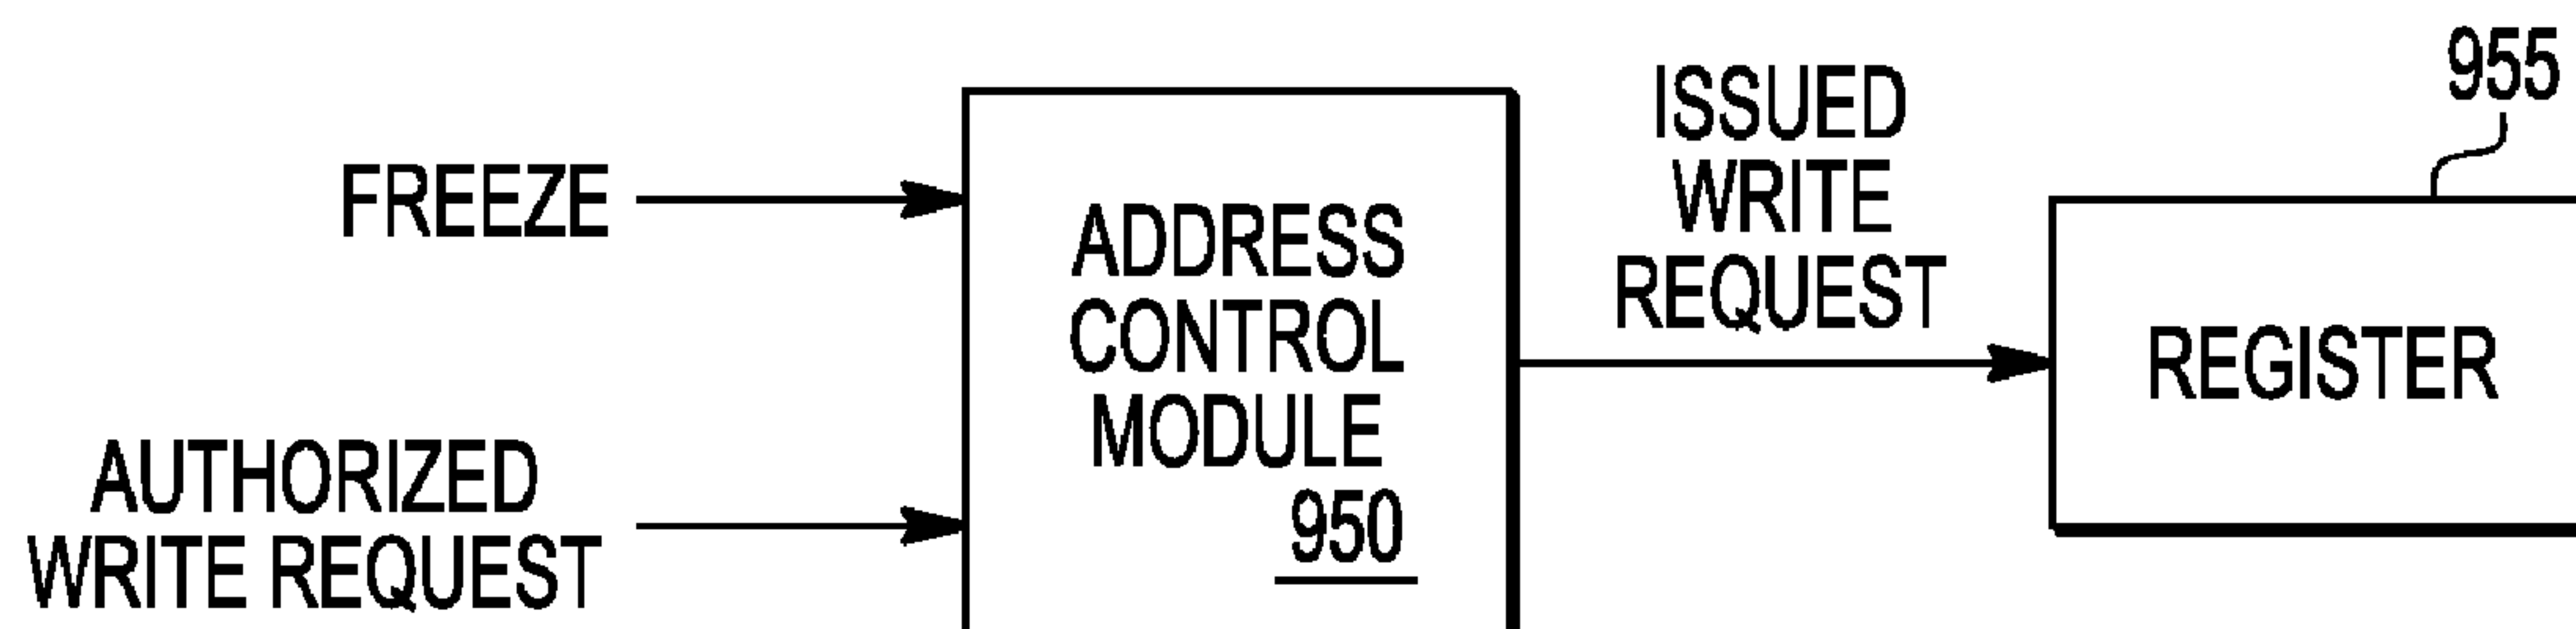 955
ISSUED
WRITE
REQUEST
FREEZE
ADDRESS
CONTROL
MODULE
950
REGISTER
AUTHORIZED
WRITE REQUEST